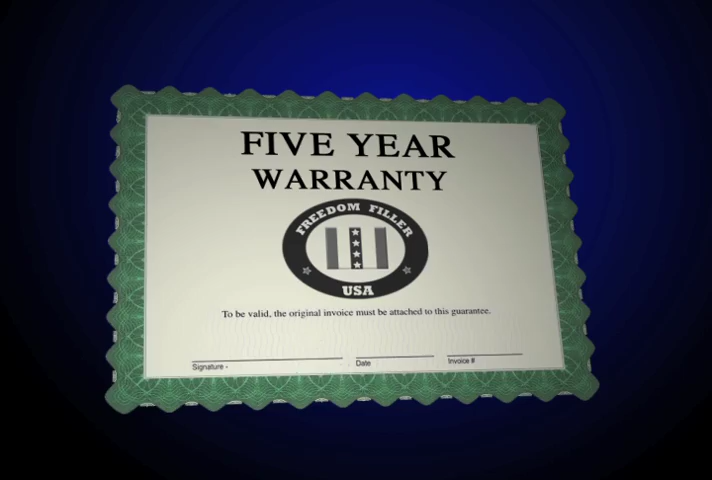 FIVE YEAR
WARRANTY
FREEDOM FILLER
USA
To be valid, the original invoice must be attached to this guarantee.
Signature -
Date
Invoice #